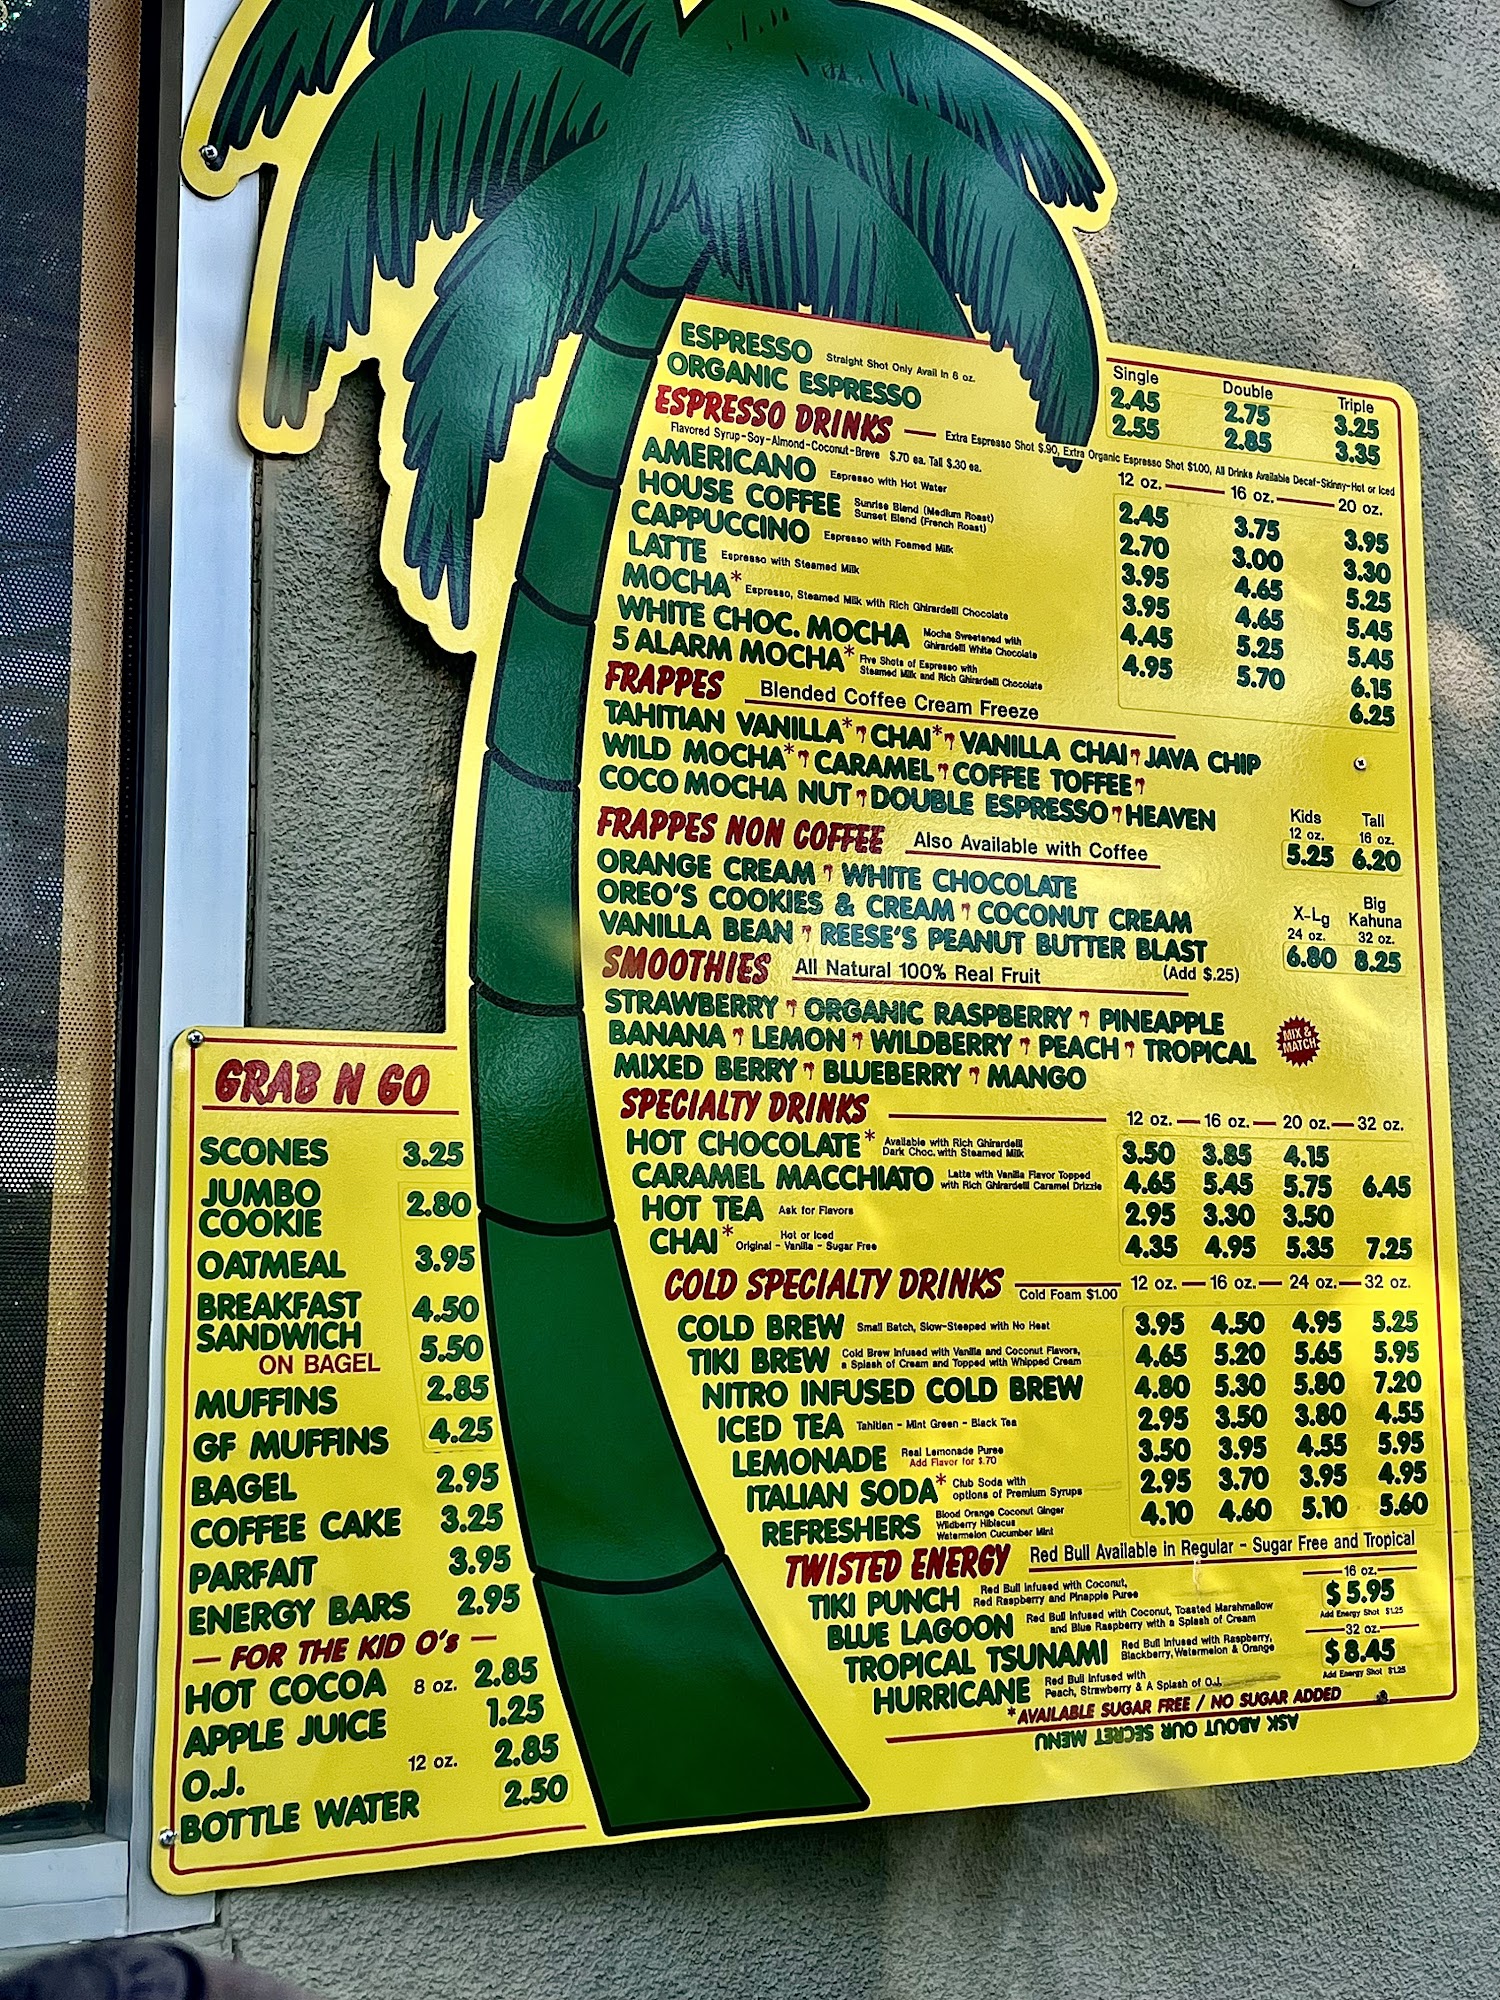 ESPRESSO Straight Shot Only Avail In 8 oz. Single Double Triple
2.45 2.75 3.25
ORGANIC ESPRESSO 2.55 2.85 3.35
ESPRESSO DRINKS — Extra Espresso Shot $.90, Extra Organic Espresso Shot $1.00, All Drinks Available Decaf-Skinny-Hot or Iced
Flavored Syrup-Soy-Almond-Coconut-Breve $.70 ea. Tall $.30 ea.
12 oz. — 16 oz. — 20 oz.
AMERICANO Espresso with Hot Water 2.45 3.75 3.95
HOUSE COFFEE Sunrise Blend (Medium Roast) 2.70 3.00 3.30
Sunset Blend (French Roast)
CAPPUCCINO Espresso with Foamed Milk 3.95 4.65 5.25
LATTE Espresso with Steamed Milk 3.95 4.65 5.45
MOCHA* Espresso, Steamed Milk with Rich Ghirardelli Chocolate 4.45 5.25 5.45
WHITE CHOC. MOCHA Mocha Sweetened with 4.95 5.70 6.15
Ghirardelli White Chocolate
5 ALARM MOCHA* Five Shots of Espresso with 6.25
Steamed Milk and Rich Ghirardelli Chocolate
FRAPPES Blended Coffee Cream Freeze
TAHITIAN VANILLA* CHAI* VANILLA CHAI JAVA CHIP
WILD MOCHA* CARAMEL COFFEE TOFFEE
COCO MOCHA NUT DOUBLE ESPRESSO HEAVEN
Kids Tall
12 oz. 16 oz.
5.25 6.20
FRAPPES NON COFFEE Also Available with Coffee
ORANGE CREAM WHITE CHOCOLATE
OREO'S COOKIES & CREAM COCONUT CREAM
VANILLA BEAN REESE'S PEANUT BUTTER BLAST
(Add $.25)
X-Lg Big Kahuna
24 oz. 32 oz.
6.80 8.25
SMOOTHIES All Natural 100% Real Fruit
STRAWBERRY ORGANIC RASPBERRY PINEAPPLE
BANANA LEMON WILDBERRY PEACH TROPICAL
MIXED BERRY BLUEBERRY MANGO
MIX &
MATCH
SPECIALTY DRINKS 12 oz. — 16 oz. — 20 oz. — 32 oz.
HOT CHOCOLATE* Available with Rich Ghirardelli 3.50 3.85 4.15
Dark Choc. with Steamed Milk
CARAMEL MACCHIATO Latte with Vanilla Flavor Topped 4.65 5.45 5.75 6.45
with Rich Ghirardelli Caramel Drizzle
HOT TEA Ask for Flavors 2.95 3.30 3.50
CHAI* Hot or Iced 4.35 4.95 5.35 7.25
Original - Vanilla - Sugar Free
COLD SPECIALTY DRINKS Cold Foam $1.00 12 oz. — 16 oz. — 24 oz. — 32 oz.
COLD BREW Small Batch, Slow-Steeped with No Heat 3.95 4.50 4.95 5.25
TIKI BREW Cold Brew Infused with Vanilla and Coconut Flavors, 4.65 5.20 5.65 5.95
a Splash of Cream and Topped with Whipped Cream
NITRO INFUSED COLD BREW 4.80 5.30 5.80 7.20
ICED TEA Tahitian - Mint Green - Black Tea 2.95 3.50 3.80 4.55
LEMONADE Real Lemonade Puree 3.50 3.95 4.55 5.95
Add Flavor for $.70
ITALIAN SODA* Club Soda with 2.95 3.70 3.95 4.95
options of Premium Syrups
REFRESHERS Blood Orange Coconut Ginger 4.10 4.60 5.10 5.60
Wildberry Hibiscus
Watermelon Cucumber Mint
TWISTED ENERGY Red Bull Available in Regular - Sugar Free and Tropical
TIKI PUNCH Red Bull Infused with Coconut,
Red Raspberry and Pinapple Puree
BLUE LAGOON Red Bull Infused with Coconut, Toasted Marshmallow
and Blue Raspberry with a Splash of Cream
TROPICAL TSUNAMI Red Bull Infused with Raspberry,
Blackberry, Watermelon & Orange
HURRICANE Red Bull Infused with
Peach, Strawberry & A Splash of O.J.
16 oz.
$5.95
Add Energy Shot $1.25
32 oz.
$8.45
Add Energy Shot $1.25
*AVAILABLE SUGAR FREE / NO SUGAR ADDED
ASK ABOUT OUR SECRET MENU
GRAB N GO
SCONES 3.25
JUMBO
COOKIE 2.80
OATMEAL 3.95
BREAKFAST
SANDWICH 4.50
ON BAGEL 5.50
MUFFINS 2.85
GF MUFFINS 4.25
BAGEL 2.95
COFFEE CAKE 3.25
PARFAIT 3.95
ENERGY BARS 2.95
— FOR THE KID O's —
HOT COCOA 8 oz. 2.85
APPLE JUICE 1.25
O.J. 12 oz. 2.85
BOTTLE WATER 2.50